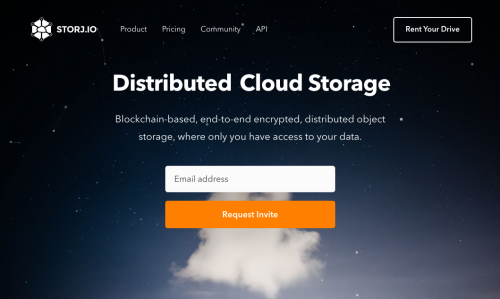 STORJ.IO
Product
Pricing
Community
API
Rent Your Drive
Distributed Cloud Storage
Blockchain-based, end-to-end encrypted, distributed object
storage, where only you have access to your data.
Email address
Request Invite